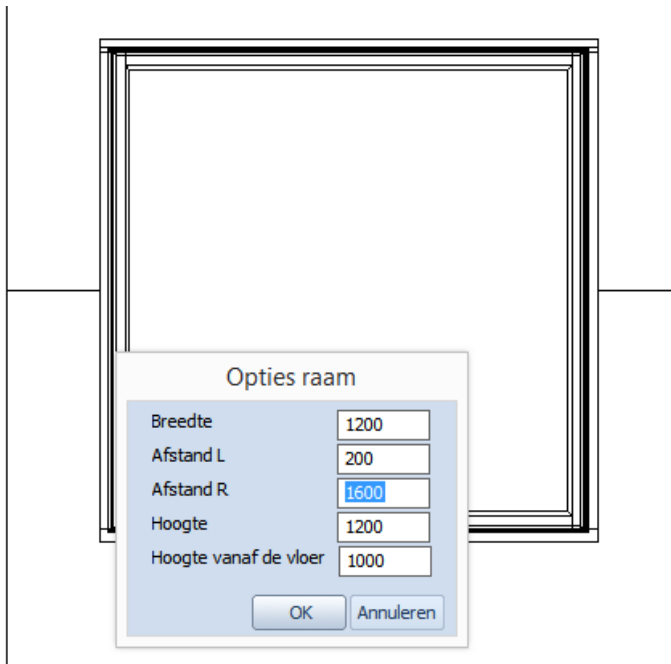 Opties raam
Breedte 1200
Afstand L 200
Afstand R 1600
Hoogte 1200
Hoogte vanaf de vloer 1000
OK Annuleren